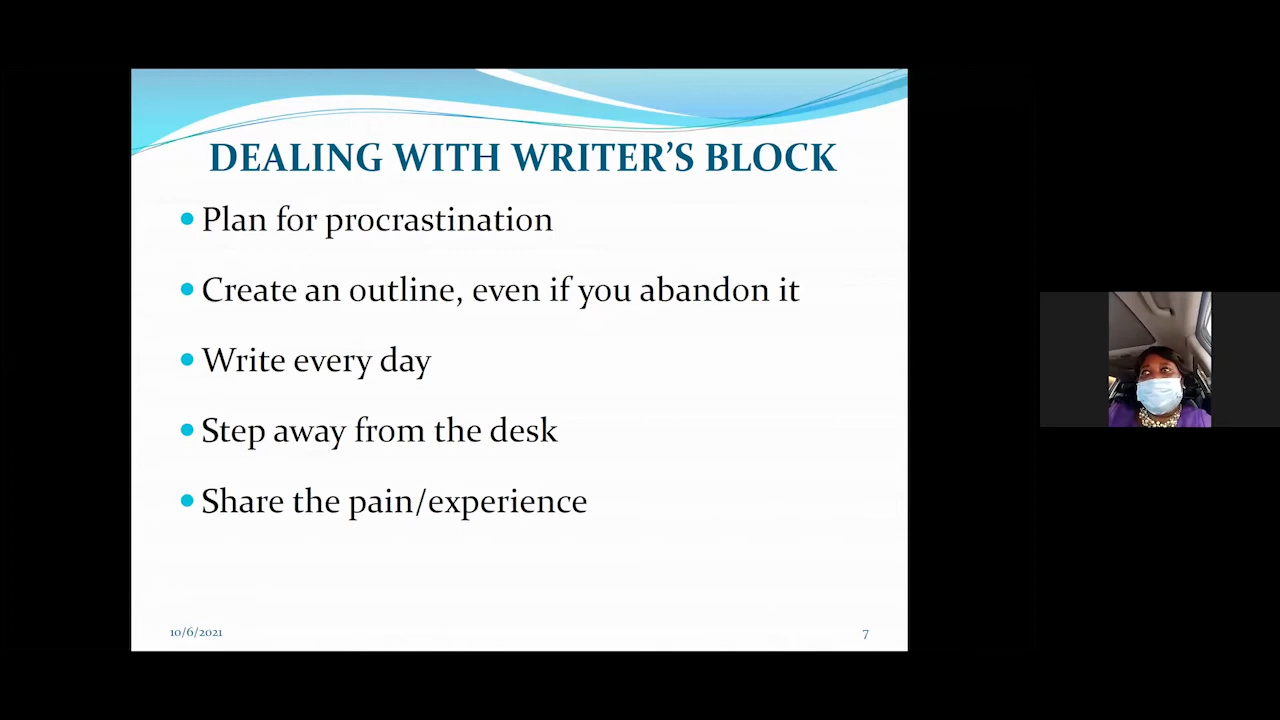 DEALING WITH WRITER’S BLOCK
Plan for procrastination
Create an outline, even if you abandon it
Write every day
Step away from the desk
Share the pain/experience
10/6/2021
7